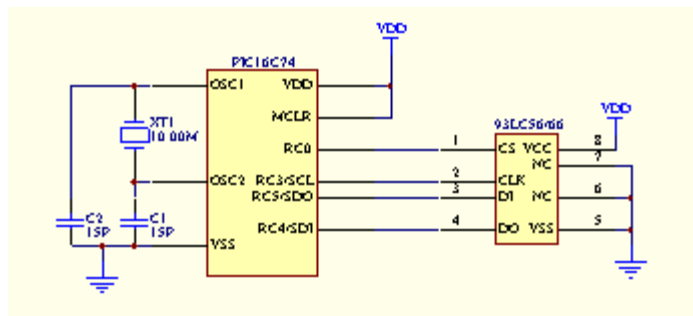 VDD
PIC16C74
OSC1 VDD
XT1
10.00M
MCLR
VDD
93LC56/66
RC0 1 CS VCC 8
NC 7
OSC2 RC3/SCL 2 CLK
RC5/SDO 3 DI NC 6
C2 C1
15P 15P
RC4/SDI 4 DO VSS 5
VSS